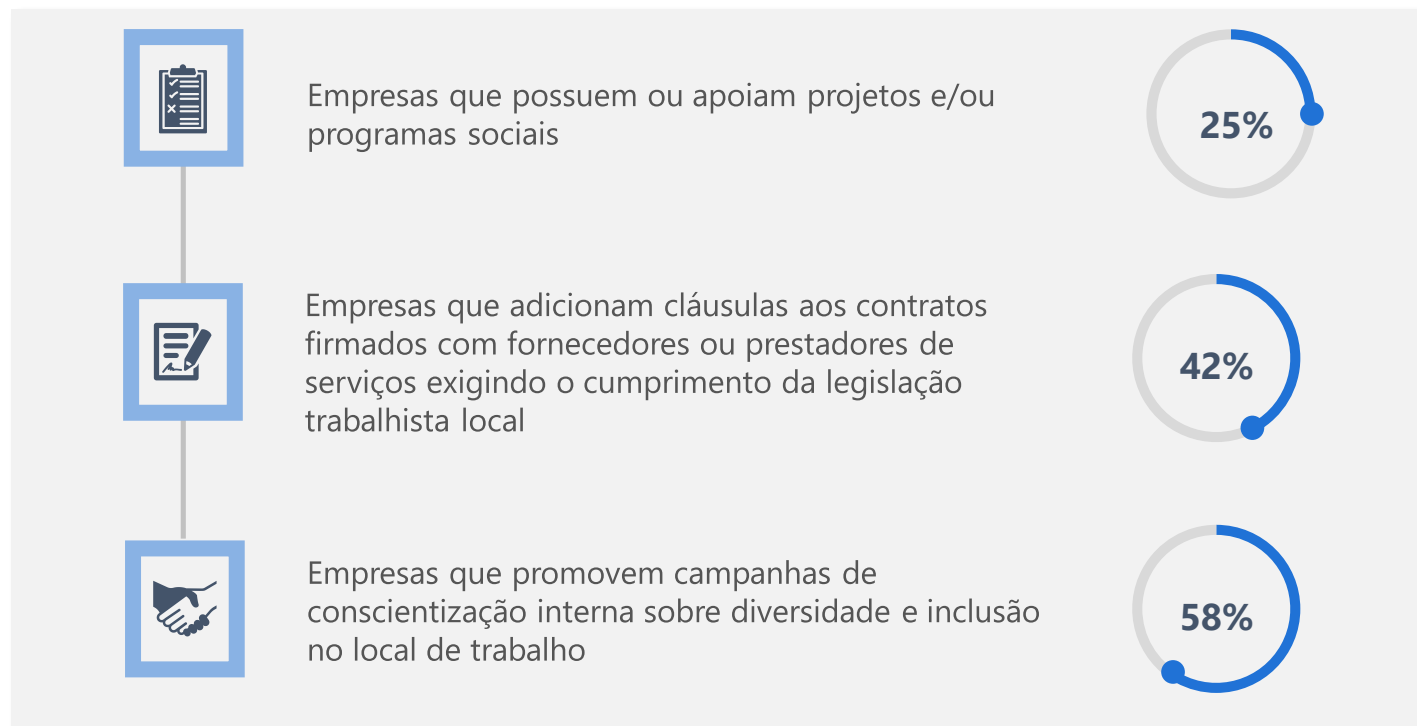 Empresas que possuem ou apoiam projetos e/ou
programas sociais
25%
Empresas que adicionam cláusulas aos contratos
firmados com fornecedores ou prestadores de
serviços exigindo o cumprimento da legislação
trabalhista local
42%
Empresas que promovem campanhas de
conscientização interna sobre diversidade e inclusão
no local de trabalho
58%